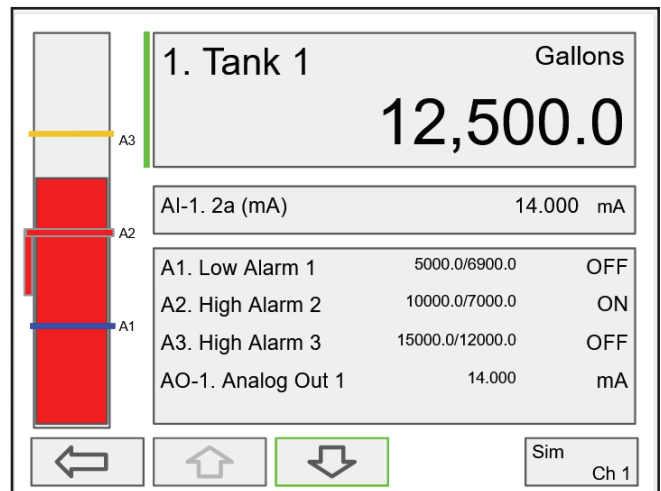 1. Tank 1 Gallons
12,500.0
A3
AI-1. 2a (mA) 14.000 mA
A2
A1. Low Alarm 1 5000.0/6900.0 OFF
A2. High Alarm 2 10000.0/7000.0 ON
A1
A3. High Alarm 3 15000.0/12000.0 OFF
AO-1. Analog Out 1 14.000 mA
Sim
Ch 1